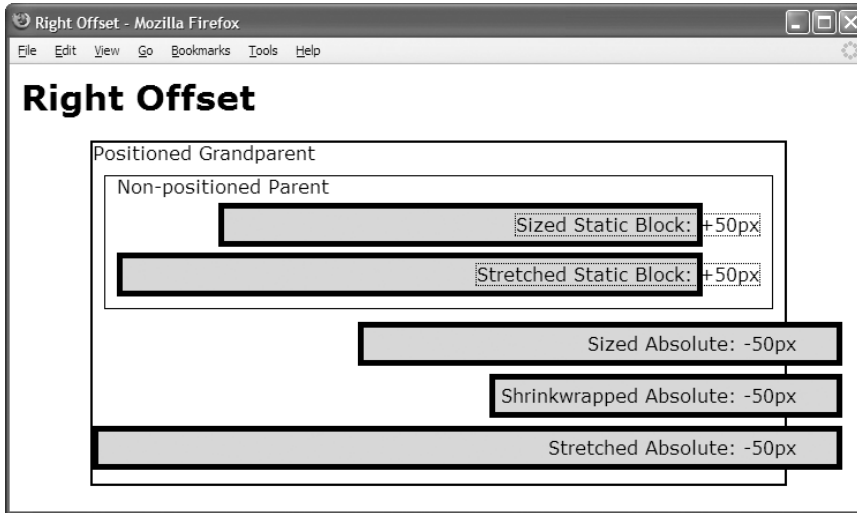 Right Offset - Mozilla Firefox
File Edit View Go Bookmarks Tools Help
Right Offset
Positioned Grandparent
Non-positioned Parent
Sized Static Block: +50px
Stretched Static Block: +50px
Sized Absolute: -50px
Shrinkwrapped Absolute: -50px
Stretched Absolute: -50px